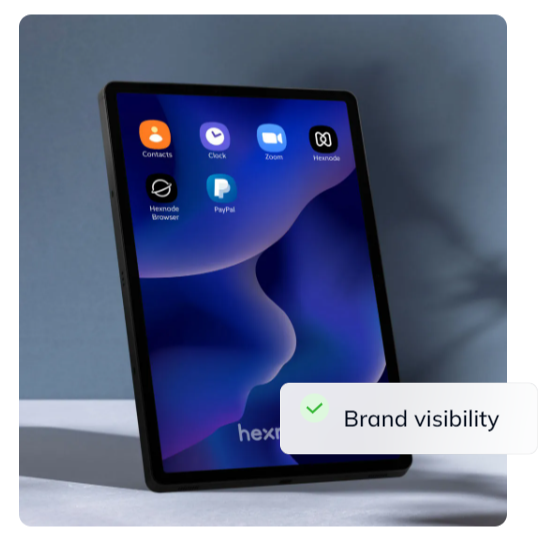 Contacts
Clock
Zoom
Hexnode
Hexnode
Browser
PayPal
Brand visibility